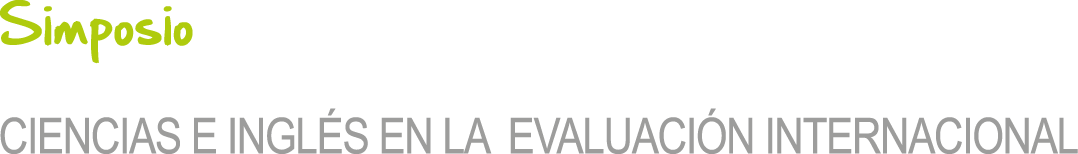 Simposio
CIENCIAS E INGLÉS EN LA EVALUACIÓN INTERNACIONAL